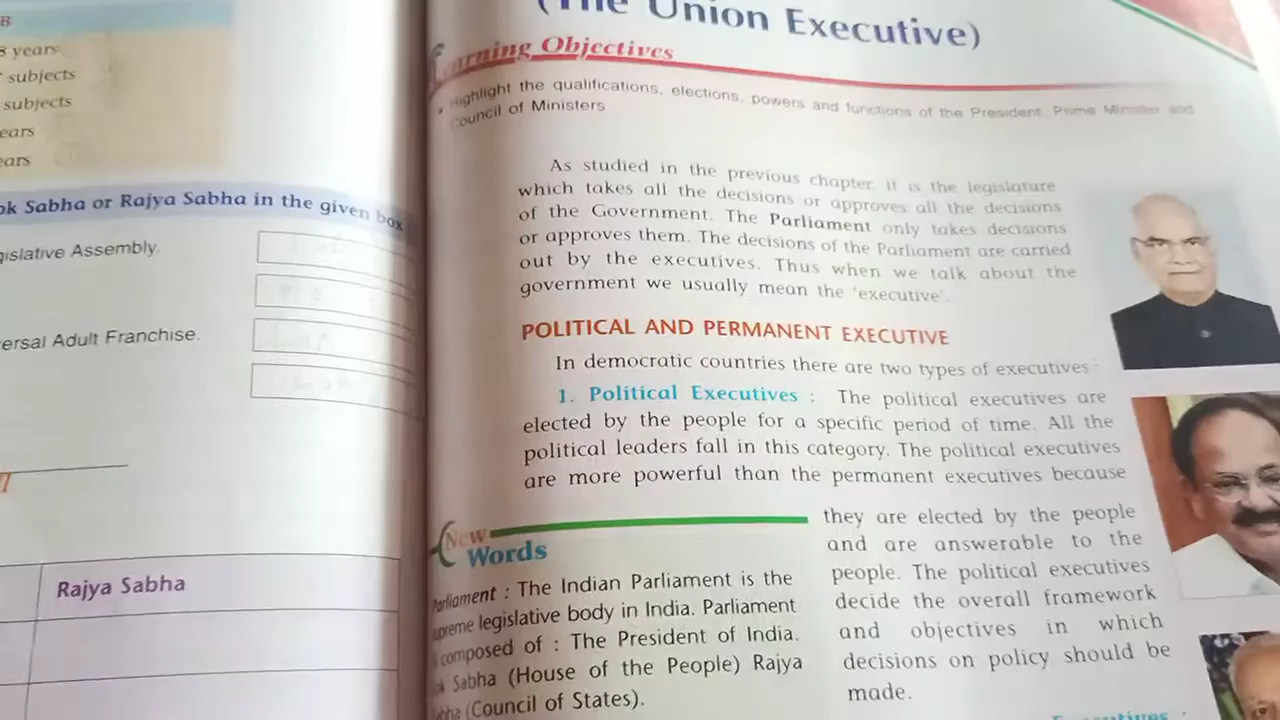 B
8 years
subjects
subjects
ears
ars
ok Sabha or Rajya Sabha in the given box
gislative Assembly.
ersal Adult Franchise.
Rajya Sabha
(The Union Executive)
Learning Objectives
• Highlight the qualifications, elections, powers and functions of the President, Prime Minister and
Council of Ministers
As studied in the previous chapter, it is the legislature
which takes all the decisions or approves all the decisions
of the Government. The Parliament only takes decisions
or approves them. The decisions of the Parliament are carried
out by the executives. Thus when we talk about the
government we usually mean the 'executive'.
POLITICAL AND PERMANENT EXECUTIVE
In democratic countries there are two types of executives :
1. Political Executives : The political executives are
elected by the people for a specific period of time. All the
political leaders fall in this category. The political executives
are more powerful than the permanent executives because
they are elected by the people
and are answerable to the
people. The political executives
decide the overall framework
and objectives in which
decisions on policy should be
made.
New
Words
Parliament : The Indian Parliament is the
upreme legislative body in India. Parliament
composed of : The President of India.
ok Sabha (House of the People) Rajya
abha (Council of States).
Executives :